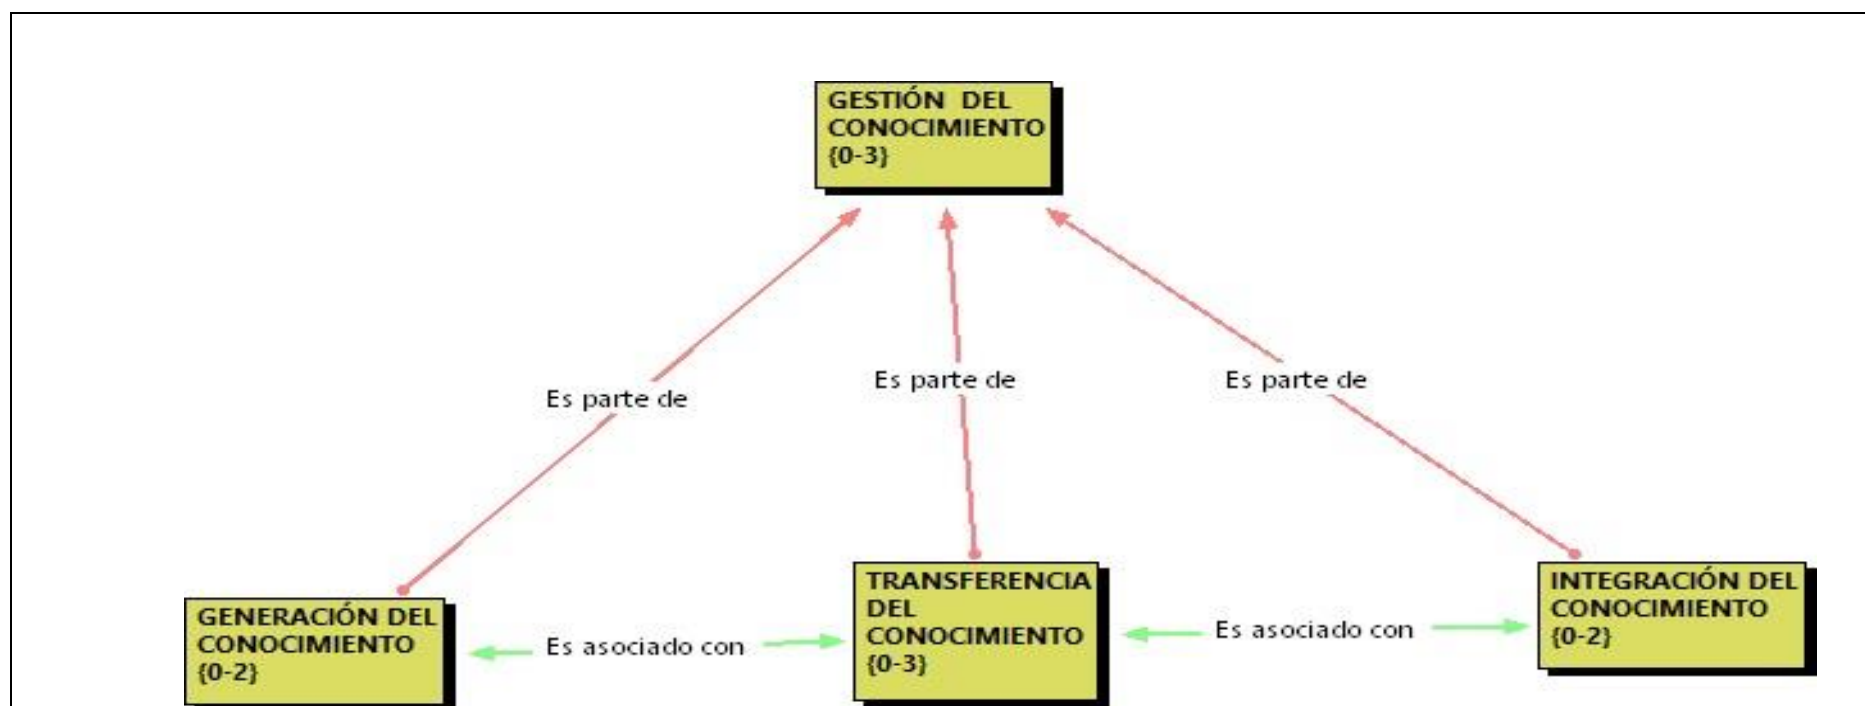 GESTIÓN DEL
CONOCIMIENTO
{0-3}
Es parte de
Es parte de
Es parte de
GENERACIÓN DEL
CONOCIMIENTO
{0-2}
Es asociado con
TRANSFERENCIA
DEL
CONOCIMIENTO
{0-3}
Es asociado con
INTEGRACIÓN DEL
CONOCIMIENTO
{0-2}